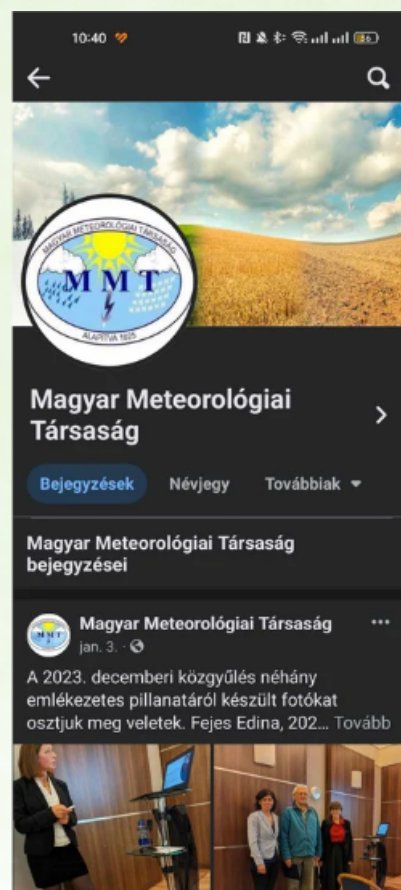 10:40
MAGYAR METEOROLÓGIAI TÁRSASÁG
MMT
ALAPÍTVA 1925
Magyar Meteorológiai
Társaság
Bejegyzések Névjegy Továbbiak
Magyar Meteorológiai Társaság
bejegyzései
Magyar Meteorológiai Társaság
jan. 3. ·
A 2023. decemberi közgyűlés néhány
emlékezetes pillanatáról készült fotókat
osztjuk meg veletek. Fejes Edina, 202... Tovább